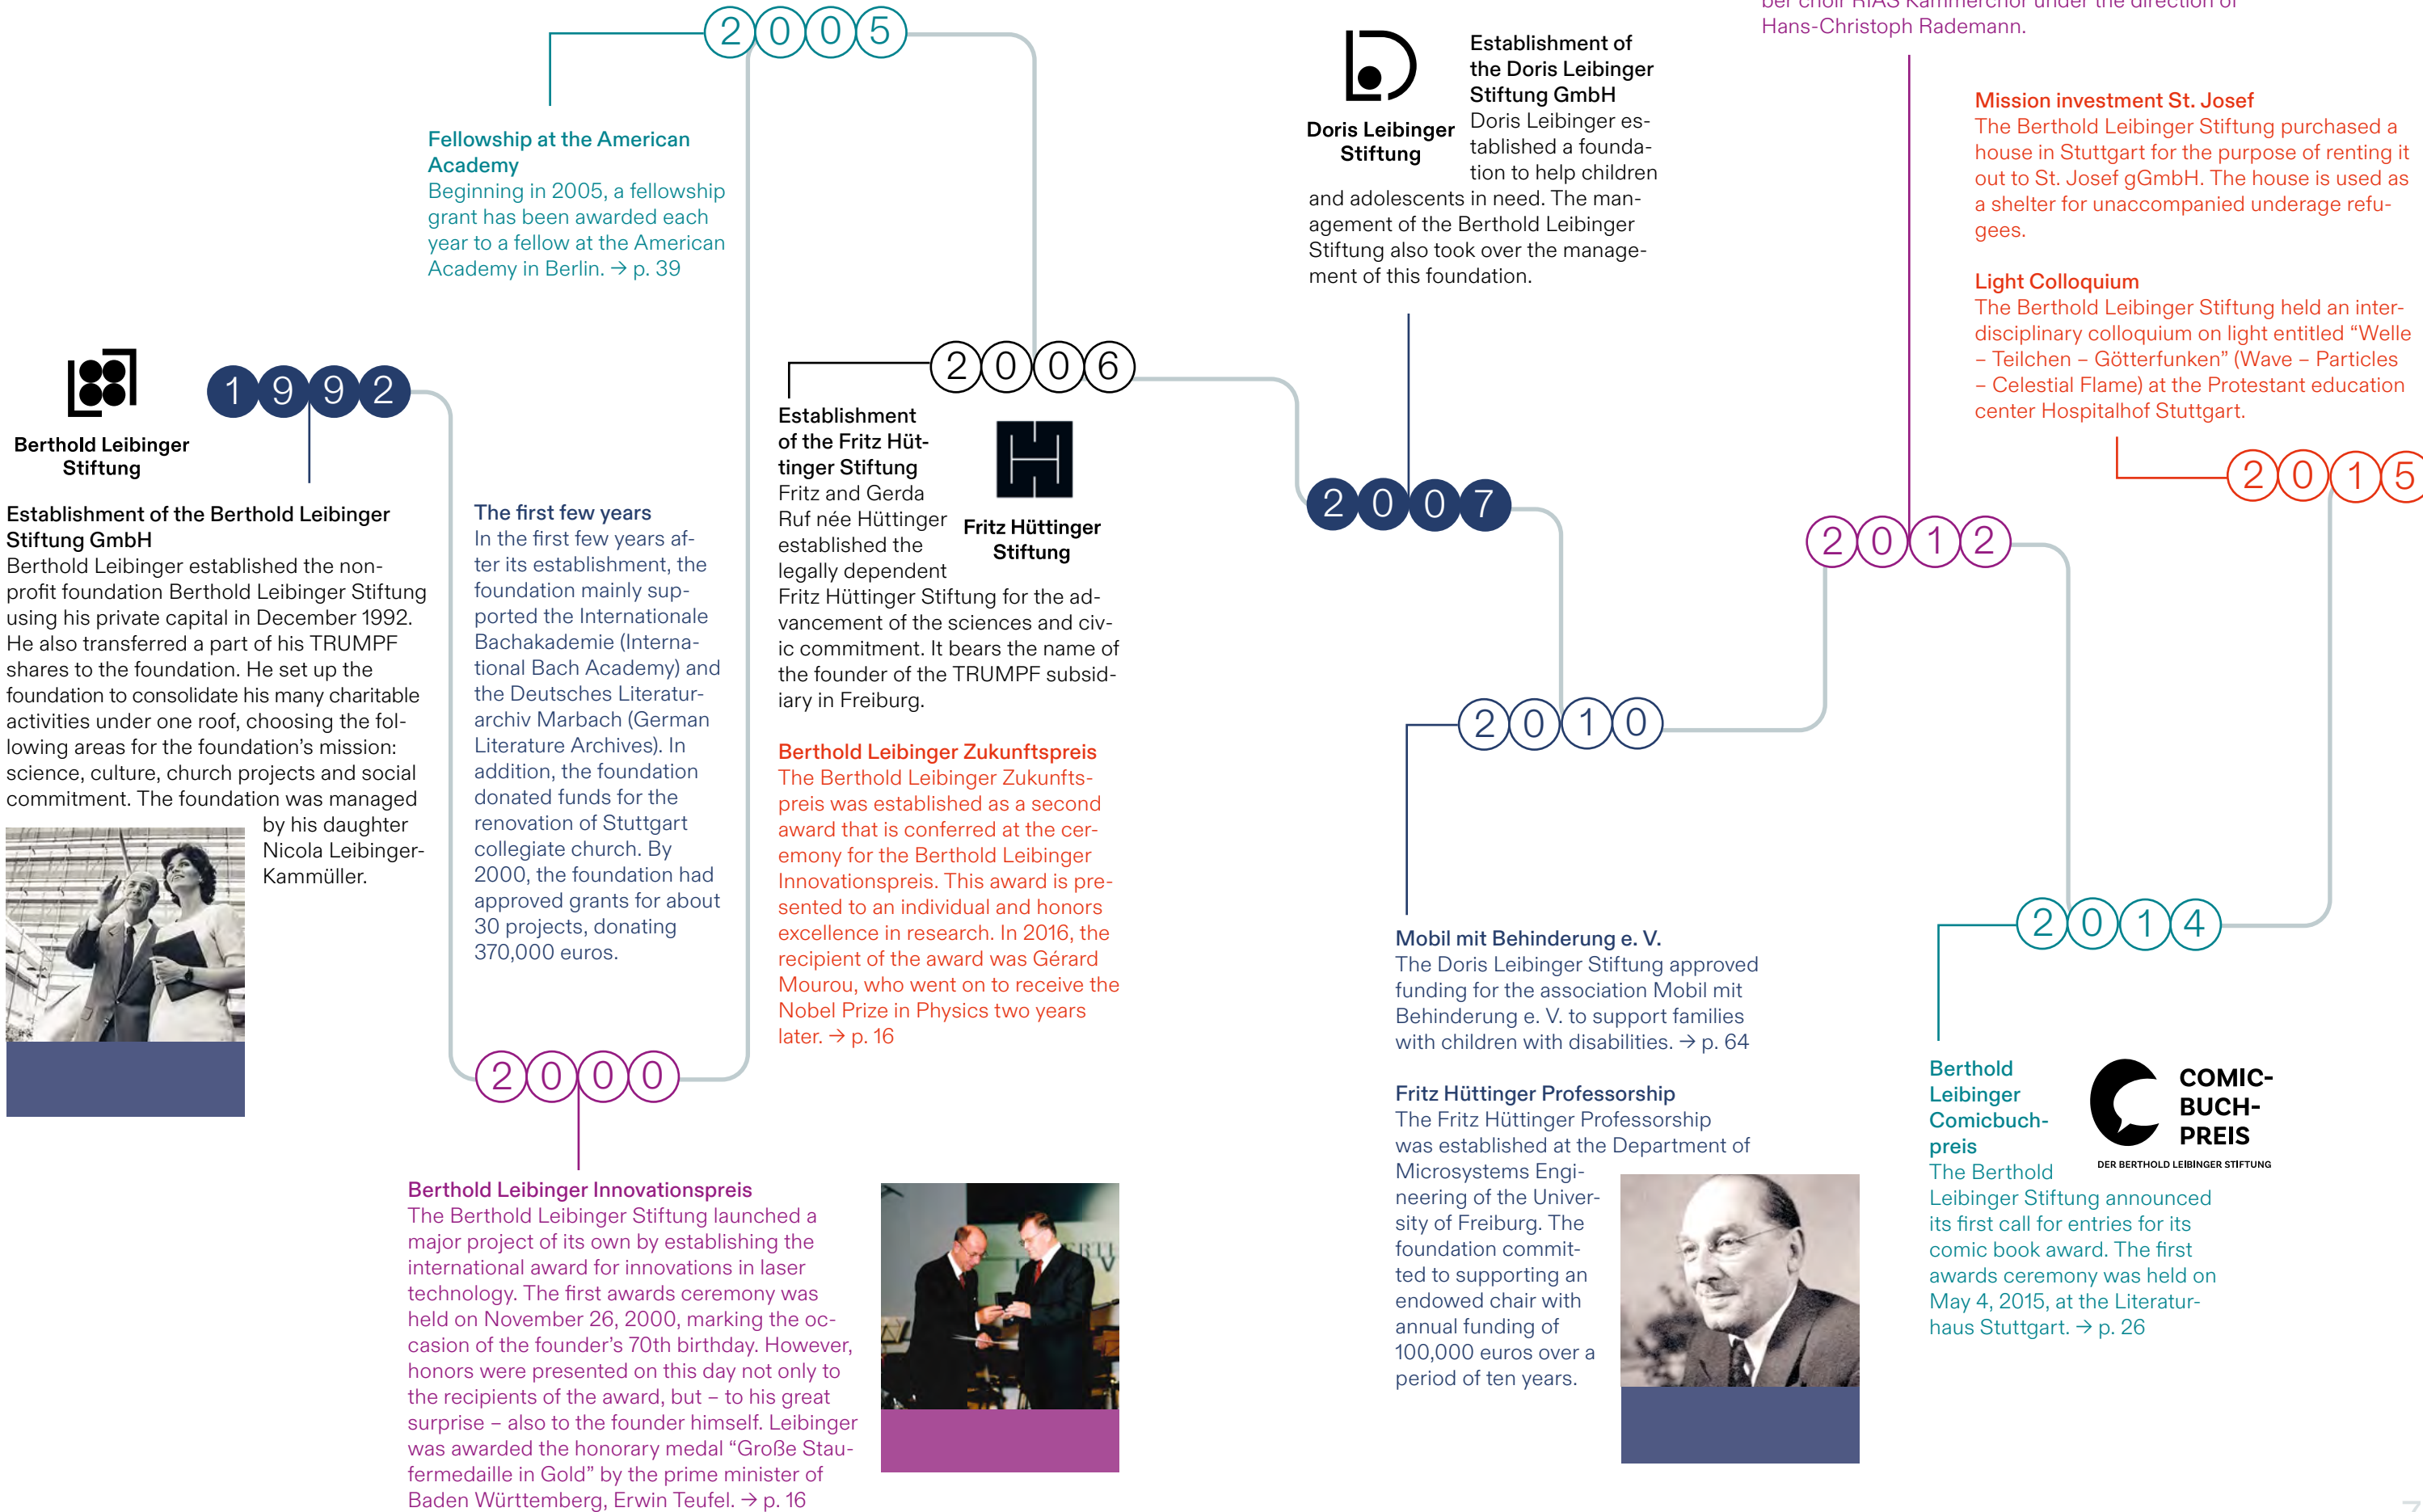 Berthold Leibinger
Stiftung
1992
Establishment of the Berthold Leibinger
Stiftung GmbH
Berthold Leibinger established the non-
profit foundation Berthold Leibinger Stiftung
using his private capital in December 1992.
He also transferred a part of his TRUMPF
shares to the foundation. He set up the
foundation to consolidate his many charitable
activities under one roof, choosing the fol-
lowing areas for the foundation's mission:
science, culture, church projects and social
commitment. The foundation was managed
by his daughter
Nicola Leibinger-
Kammüller.
The first few years
In the first few years af-
ter its establishment, the
foundation mainly sup-
ported the Internationale
Bachakademie (Interna-
tional Bach Academy) and
the Deutsches Literatur-
archiv Marbach (German
Literature Archives). In
addition, the foundation
donated funds for the
renovation of Stuttgart
collegiate church. By
2000, the foundation had
approved grants for about
30 projects, donating
370,000 euros.
2000
Berthold Leibinger Innovationspreis
The Berthold Leibinger Stiftung launched a
major project of its own by establishing the
international award for innovations in laser
technology. The first awards ceremony was
held on November 26, 2000, marking the oc-
casion of the founder's 70th birthday. However,
honors were presented on this day not only to
the recipients of the award, but – to his great
surprise – also to the founder himself. Leibinger
was awarded the honorary medal “Große Stau-
fermedaille in Gold” by the prime minister of
Baden Württemberg, Erwin Teufel. → p. 16
2005
Fellowship at the American
Academy
Beginning in 2005, a fellowship
grant has been awarded each
year to a fellow at the American
Academy in Berlin. → p. 39
2006
Establishment
of the Fritz Hüt-
tinger Stiftung
Fritz and Gerda
Ruf née Hüttinger
established the
legally dependent
Fritz Hüttinger Stiftung for the ad-
vancement of the sciences and civ-
ic commitment. It bears the name of
the founder of the TRUMPF subsid-
iary in Freiburg.
Fritz Hüttinger
Stiftung
Berthold Leibinger Zukunftspreis
The Berthold Leibinger Zukunfts-
preis was established as a second
award that is conferred at the cer-
emony for the Berthold Leibinger
Innovationspreis. This award is pre-
sented to an individual and honors
excellence in research. In 2016, the
recipient of the award was Gérard
Mourou, who went on to receive the
Nobel Prize in Physics two years
later. → p. 16
Doris Leibinger
Stiftung
Establishment of
the Doris Leibinger
Stiftung GmbH
Doris Leibinger es-
tablished a founda-
tion to help children
and adolescents in need. The man-
agement of the Berthold Leibinger
Stiftung also took over the manage-
ment of this foundation.
2007
2010
Mobil mit Behinderung e. V.
The Doris Leibinger Stiftung approved
funding for the association Mobil mit
Behinderung e. V. to support families
with children with disabilities. → p. 64
Fritz Hüttinger Professorship
The Fritz Hüttinger Professorship
was established at the Department of
Microsystems Engi-
neering of the Univer-
sity of Freiburg. The
foundation commit-
ted to supporting an
endowed chair with
annual funding of
100,000 euros over a
period of ten years.
ber choir RIAS Kammerchor under the direction of
Hans-Christoph Rademann.
2012
2014
Berthold
Leibinger
Comicbuch-
preis
The Berthold
Leibinger Stiftung announced
its first call for entries for its
comic book award. The first
awards ceremony was held on
May 4, 2015, at the Literatur-
haus Stuttgart. → p. 26
COMIC-
BUCH-
PREIS
DER BERTHOLD LEIBINGER STIFTUNG
Mission investment St. Josef
The Berthold Leibinger Stiftung purchased a
house in Stuttgart for the purpose of renting it
out to St. Josef gGmbH. The house is used as
a shelter for unaccompanied underage refu-
gees.
Light Colloquium
The Berthold Leibinger Stiftung held an inter-
disciplinary colloquium on light entitled “Welle
– Teilchen – Götterfunken” (Wave – Particles
– Celestial Flame) at the Protestant education
center Hospitalhof Stuttgart.
2015